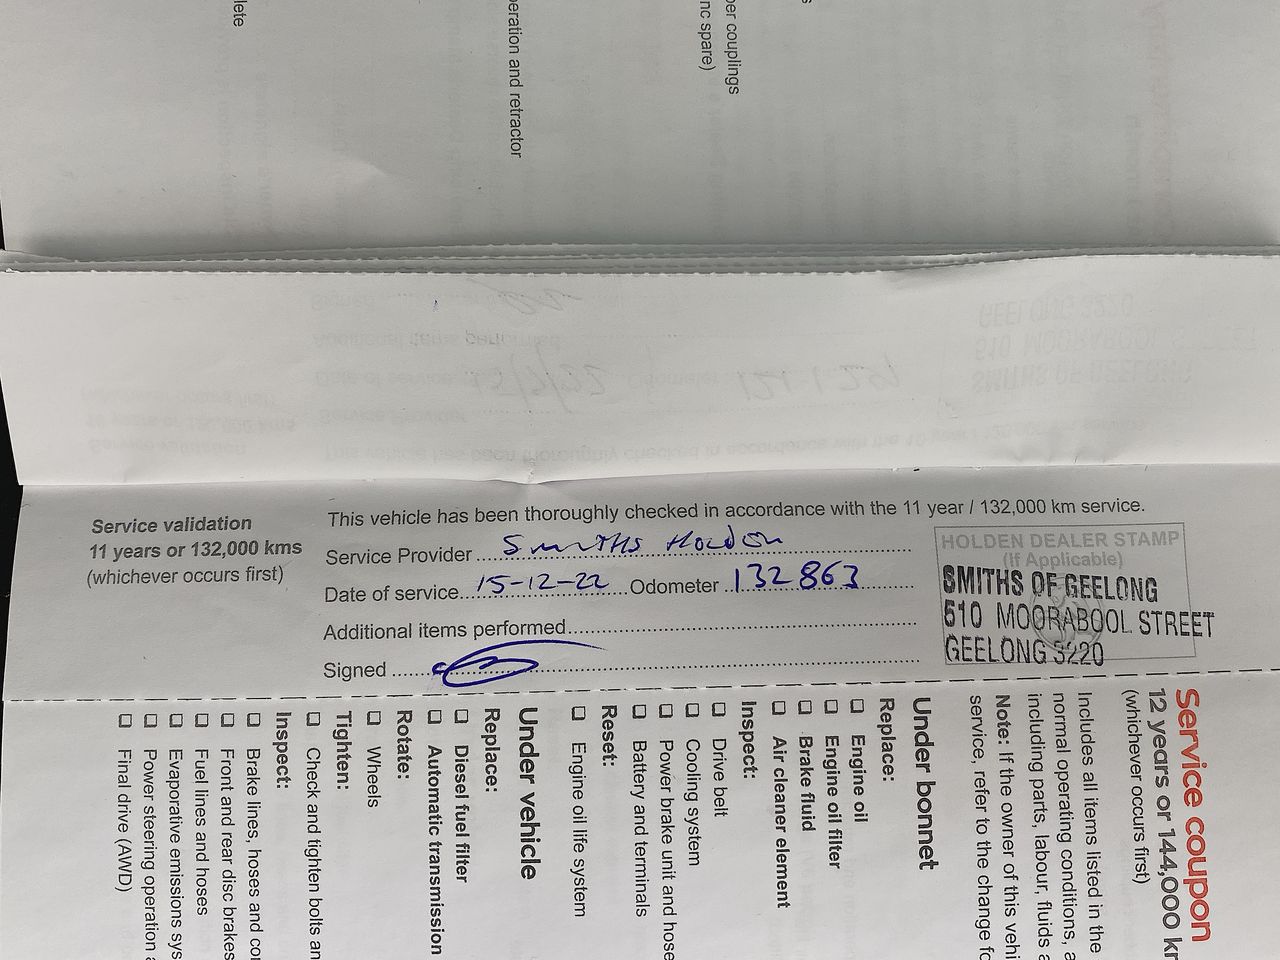 lete
eration and retractor
er couplings
nc spare)
Service validation
11 years or 132,000 kms
(whichever occurs first)
This vehicle has been thoroughly checked in accordance with the 11 year / 132,000 km service.
Service Provider Smiths Holden
Date of service 15-12-22 Odometer 132863
Additional items performed
Signed
HOLDEN DEALER STAMP
(If Applicable)
SMITHS OF GEELONG
510 MOORABOOL STREET
GEELONG 3220
Service coupon
12 years or 144,000 k
(whichever occurs first)
Includes all items listed in the
normal operating conditions, a
including parts, labour, fluids a
Note: If the owner of this vehi
service, refer to the change fo
Under bonnet
Replace:
Engine oil
Engine oil filter
Brake fluid
Air cleaner element
Inspect:
Drive belt
Cooling system
Power brake unit and hose
Battery and terminals
Reset:
Engine oil life system
Under vehicle
Replace:
Diesel fuel filter
Automatic transmission
Rotate:
Wheels
Tighten:
Check and tighten bolts an
Inspect:
Brake lines, hoses and co
Front and rear disc brakes
Fuel lines and hoses
Evaporative emissions sys
Power steering operation a
Final drive (AWD)